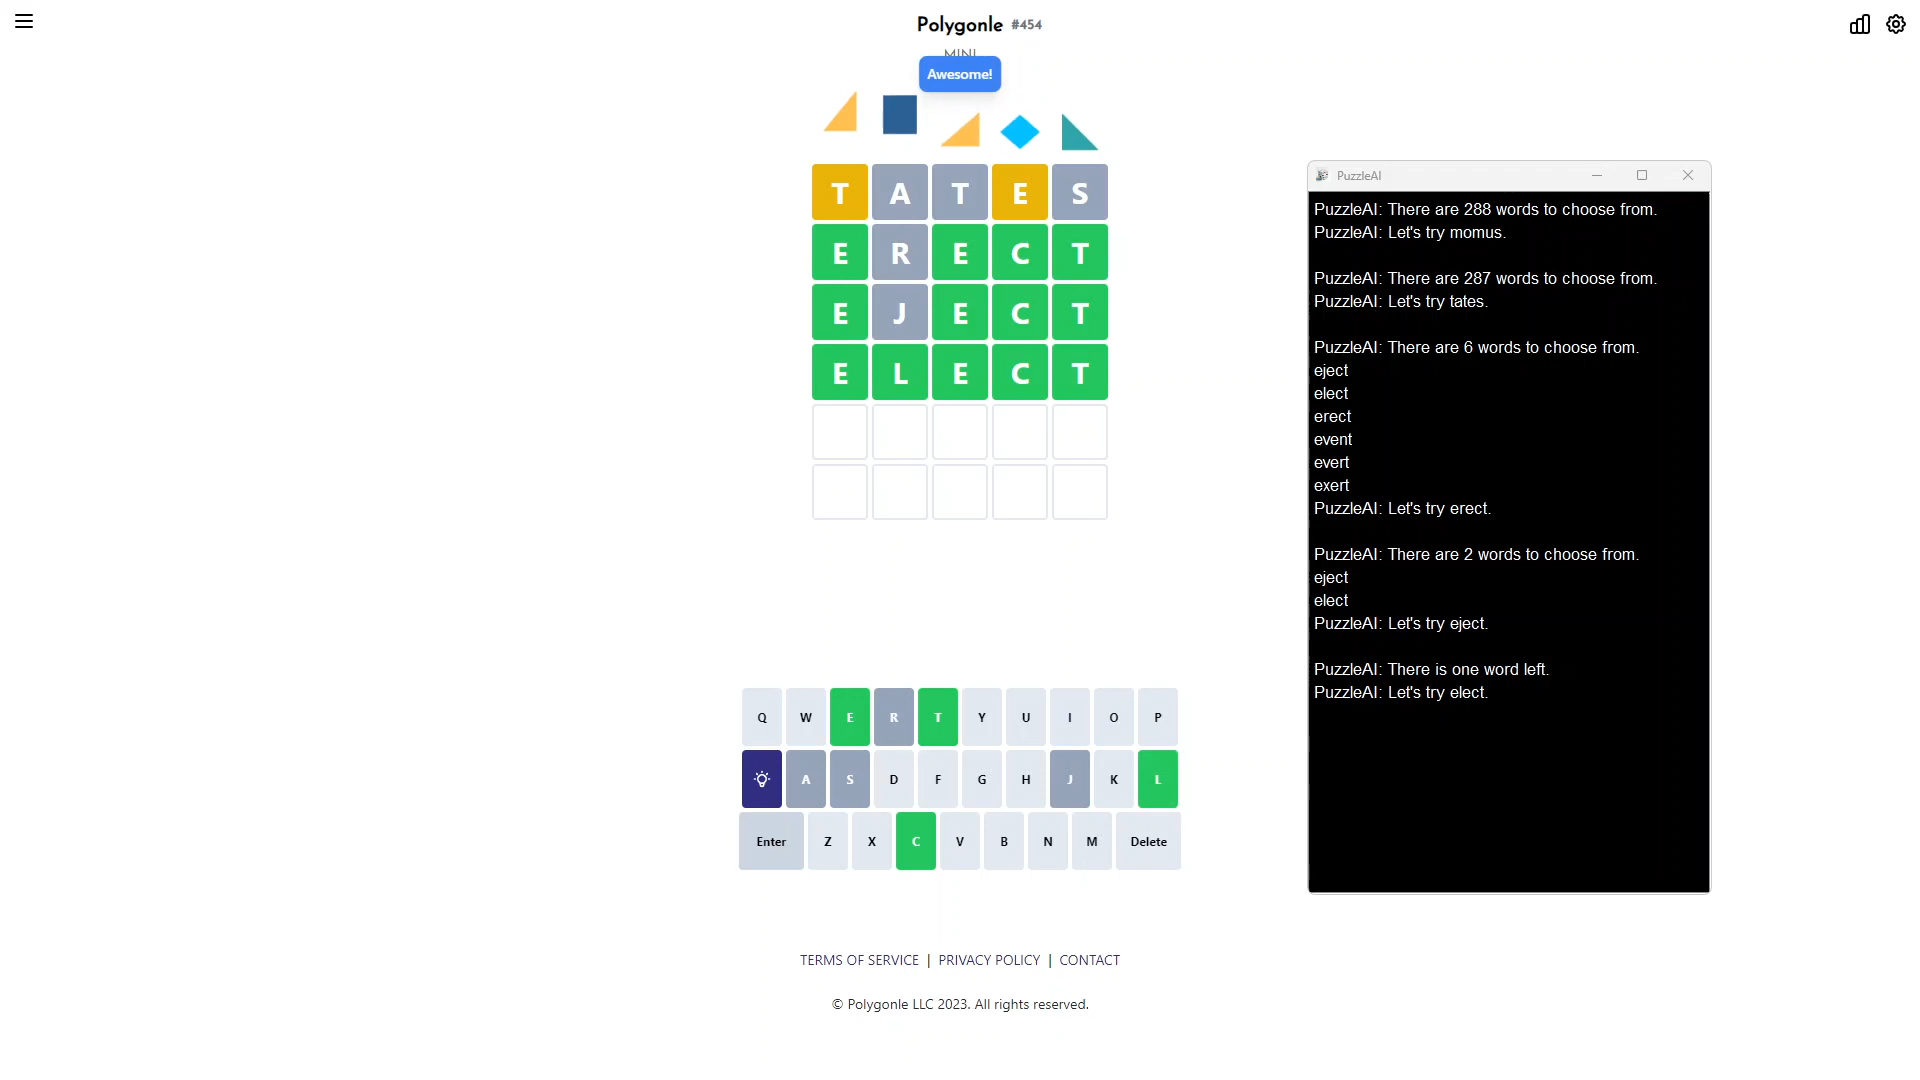 Polygonle #454
MINI
Awesome!
T A T E S
E R E C T
E J E C T
E L E C T
Q W E R T Y U I O P
A S D F G H J K L
Enter Z X C V B N M Delete
TERMS OF SERVICE | PRIVACY POLICY | CONTACT
© Polygonle LLC 2023. All rights reserved.
PuzzleAI
PuzzleAI: There are 288 words to choose from.
PuzzleAI: Let's try momus.
PuzzleAI: There are 287 words to choose from.
PuzzleAI: Let's try tates.
PuzzleAI: There are 6 words to choose from.
eject
elect
erect
event
evert
exert
PuzzleAI: Let's try erect.
PuzzleAI: There are 2 words to choose from.
eject
elect
PuzzleAI: Let's try eject.
PuzzleAI: There is one word left.
PuzzleAI: Let's try elect.